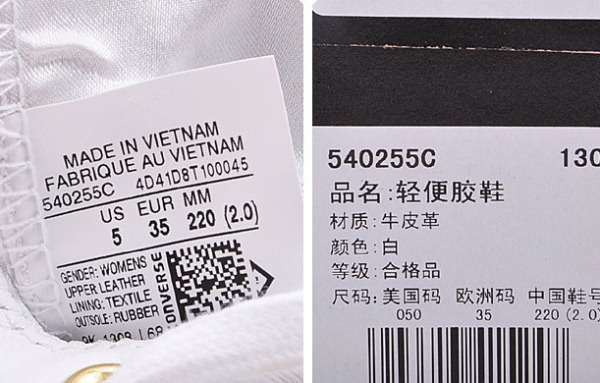 MADE IN VIETNAM
FABRIQUE AU VIETNAM
540255C 4D41D8T100045
US EUR MM
5 35 220 (2.0)
GENDER: WOMENS
UPPER LEATHER
LINING: TEXTILE
OUTSOLE: RUBBER
CONVERSE
540255C 130
品名:轻便胶鞋
材质:牛皮革
颜色:白
等级:合格品
尺码:美国码 欧洲码 中国鞋号
050 35 220 (2.0)